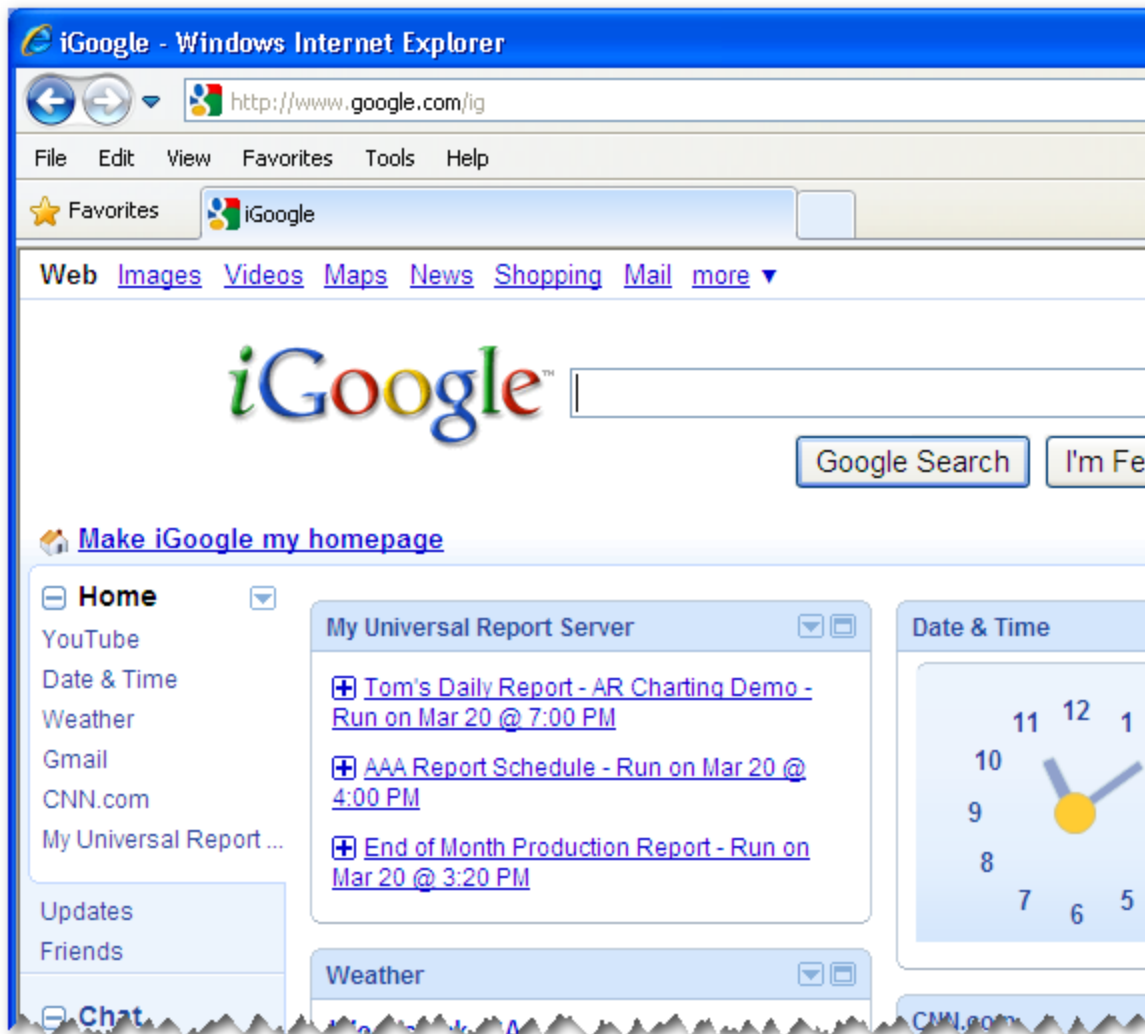 iGoogle - Windows Internet Explorer
http://www.google.com/ig
File Edit View Favorites Tools Help
Favorites iGoogle
Web Images Videos Maps News Shopping Mail more ▼
iGoogle™
Google Search I'm Fe
Make iGoogle my homepage
Home
YouTube
Date & Time
Weather
Gmail
CNN.com
My Universal Report ...
Updates
Friends
Chat
My Universal Report Server
Tom's Daily Report - AR Charting Demo -
Run on Mar 20 @ 7:00 PM
AAA Report Schedule - Run on Mar 20 @
4:00 PM
End of Month Production Report - Run on
Mar 20 @ 3:20 PM
Weather
Date & Time
11 12 1
10
9
8
7 6 5
CNN.com